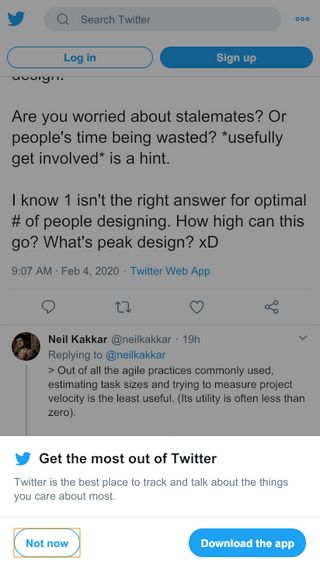 Search Twitter
Log in
Sign up
design.
Are you worried about stalemates? Or
people's time being wasted? *usefully
get involved* is a hint.
I know 1 isn't the right answer for optimal
# of people designing. How high can this
go? What's peak design? xD
9:07 AM · Feb 4, 2020 · Twitter Web App
Neil Kakkar @neilkakkar · 19h
Replying to @neilkakkar
> Out of all the agile practices commonly used,
estimating task sizes and trying to measure project
velocity is the least useful. (Its utility is often less than
zero).
Get the most out of Twitter
Twitter is the best place to track and talk about the things
you care about most.
Not now
Download the app